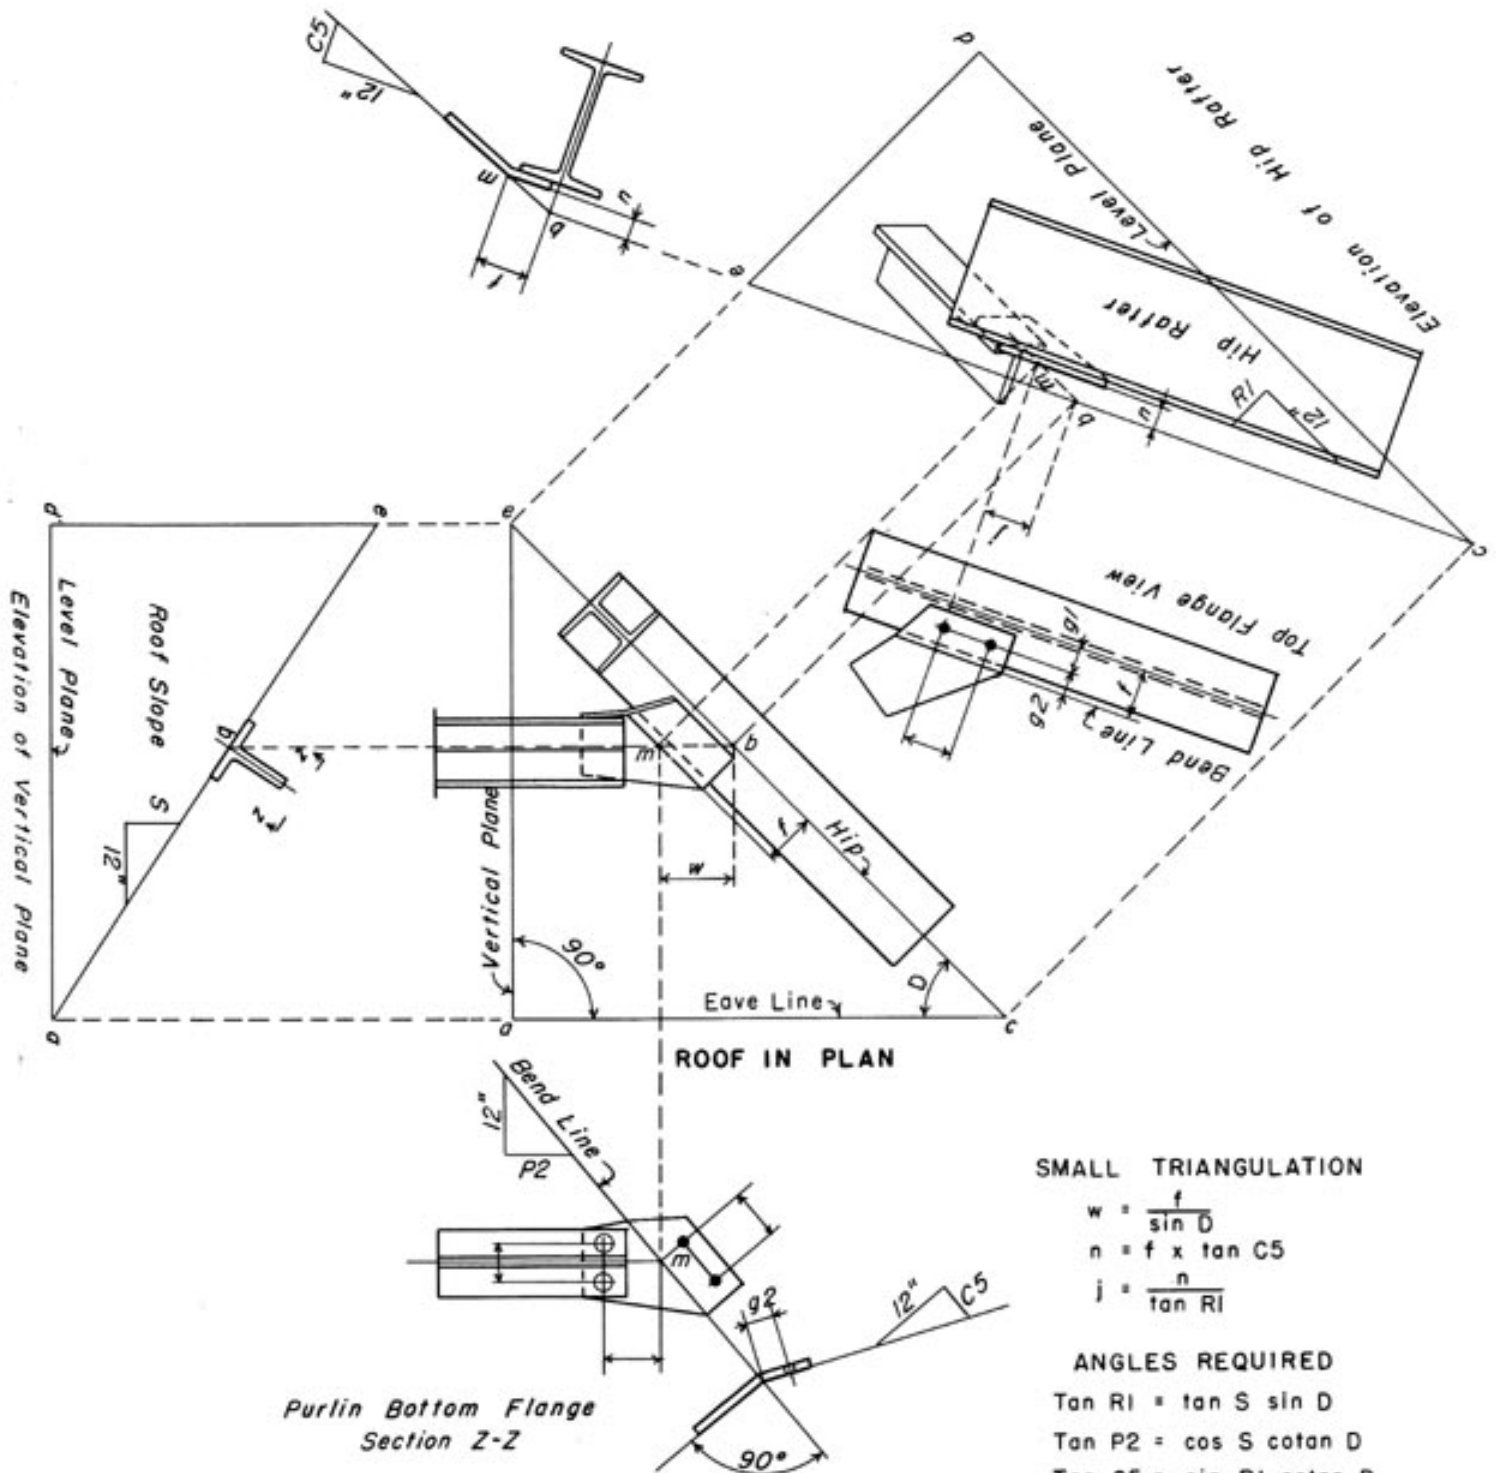 C5
12"
m
b
n
f
d
Level Plane
Elevation of Hip Rafter
Hip Rafter
e
m
b
n
R1
12"
c
j
Top Flange View
g1
g2
f
Bend Line
d
e
e
Level Plane
Elevation of Vertical Plane
Roof Slope S
12"
b
z
z
a
m
b
w
f
Hip
Vertical Plane
90°
D
Eave Line
a
c
ROOF IN PLAN
Bend Line
12"
P2
m
g2
12"
C5
90°
Purlin Bottom Flange
Section Z-Z
SMALL TRIANGULATION
w = f / sin D
n = f x tan C5
j = n / tan R1
ANGLES REQUIRED
Tan R1 = tan S sin D
Tan P2 = cos S cotan D